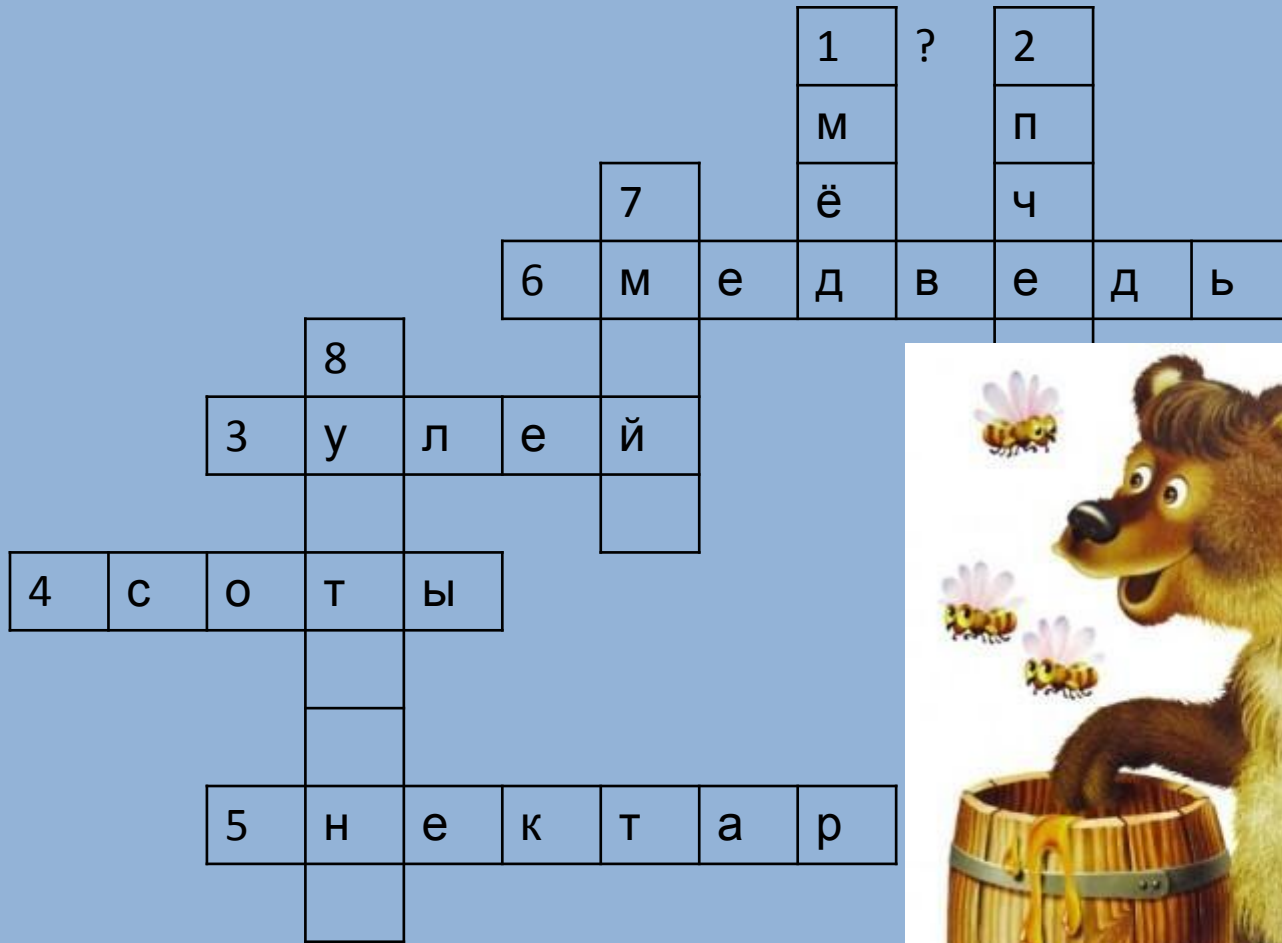 1 ? 2
м п
7 ё ч
6 м е д в е д ь
8
3 у л е й
4 с о т ы
5 н е к т а р